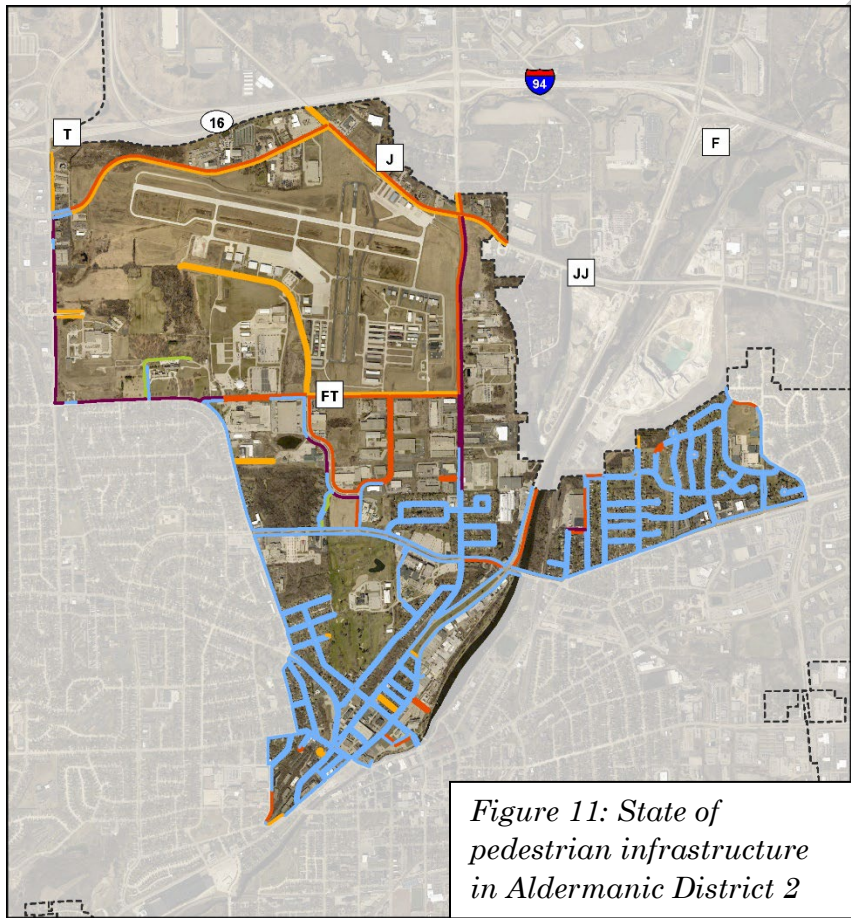 94
16
T
F
J
JJ
FT
Figure 11: State of
pedestrian infrastructure
in Aldermanic District 2